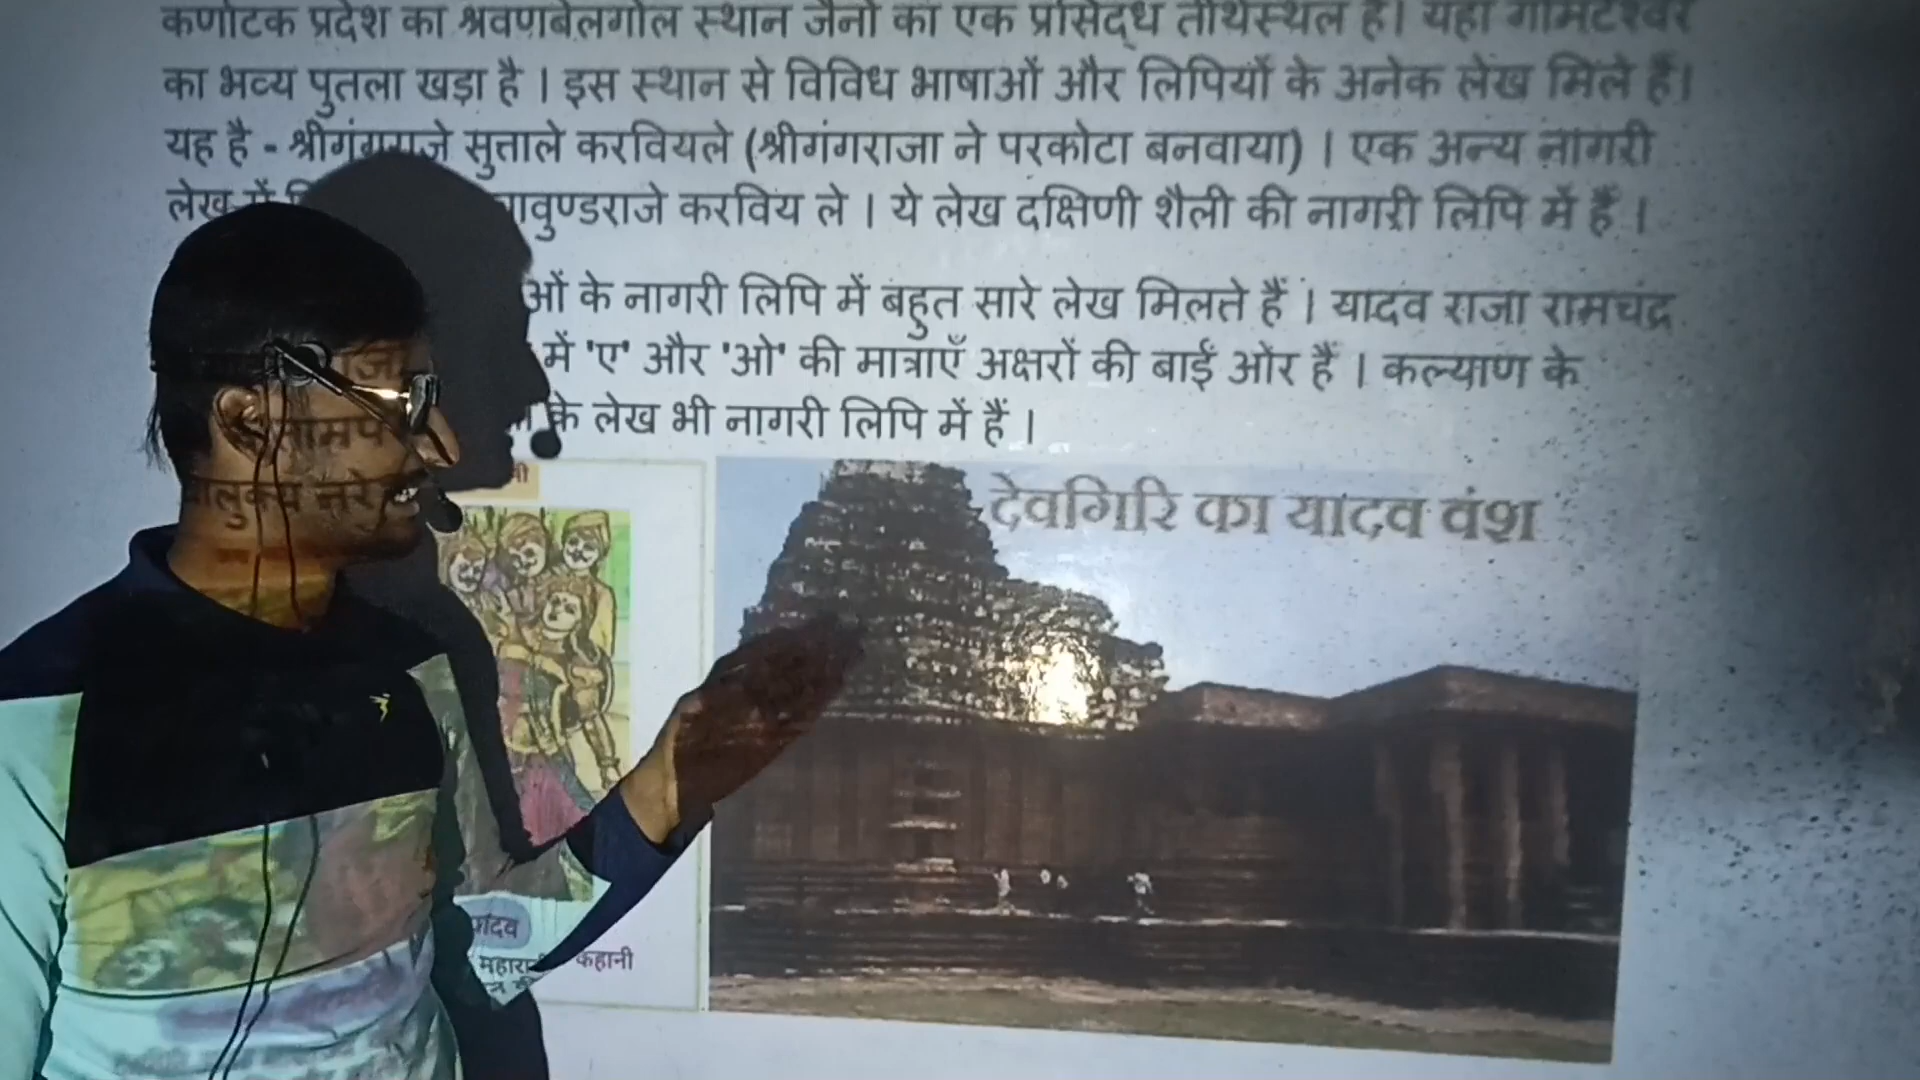 कर्णाटक प्रदेश का श्रवणबेलगोल स्थान जैनों का एक प्रसिद्ध तीर्थस्थल है। यहाँ गोमटेश्वर
का भव्य पुतला खड़ा है । इस स्थान से विविध भाषाओं और लिपियों के अनेक लेख मिले हैं।
यह है - श्रीगंगराजे सुत्ताले करवियले (श्रीगंगराजा ने परकोटा बनवाया) । एक अन्य नागरी
लेख में करविय ले । ये लेख दक्षिणी शैली की नागरी लिपि में हैं ।
के नागरी लिपि में बहुत सारे लेख मिलते हैं । यादव राजा रामचंद्र
में 'ए' और 'ओ' की मात्राएँ अक्षरों की बाईं ओर हैं । कल्याण के
के लेख भी नागरी लिपि में हैं ।
देवगिरि का यादव वंश
यादव
कहानी